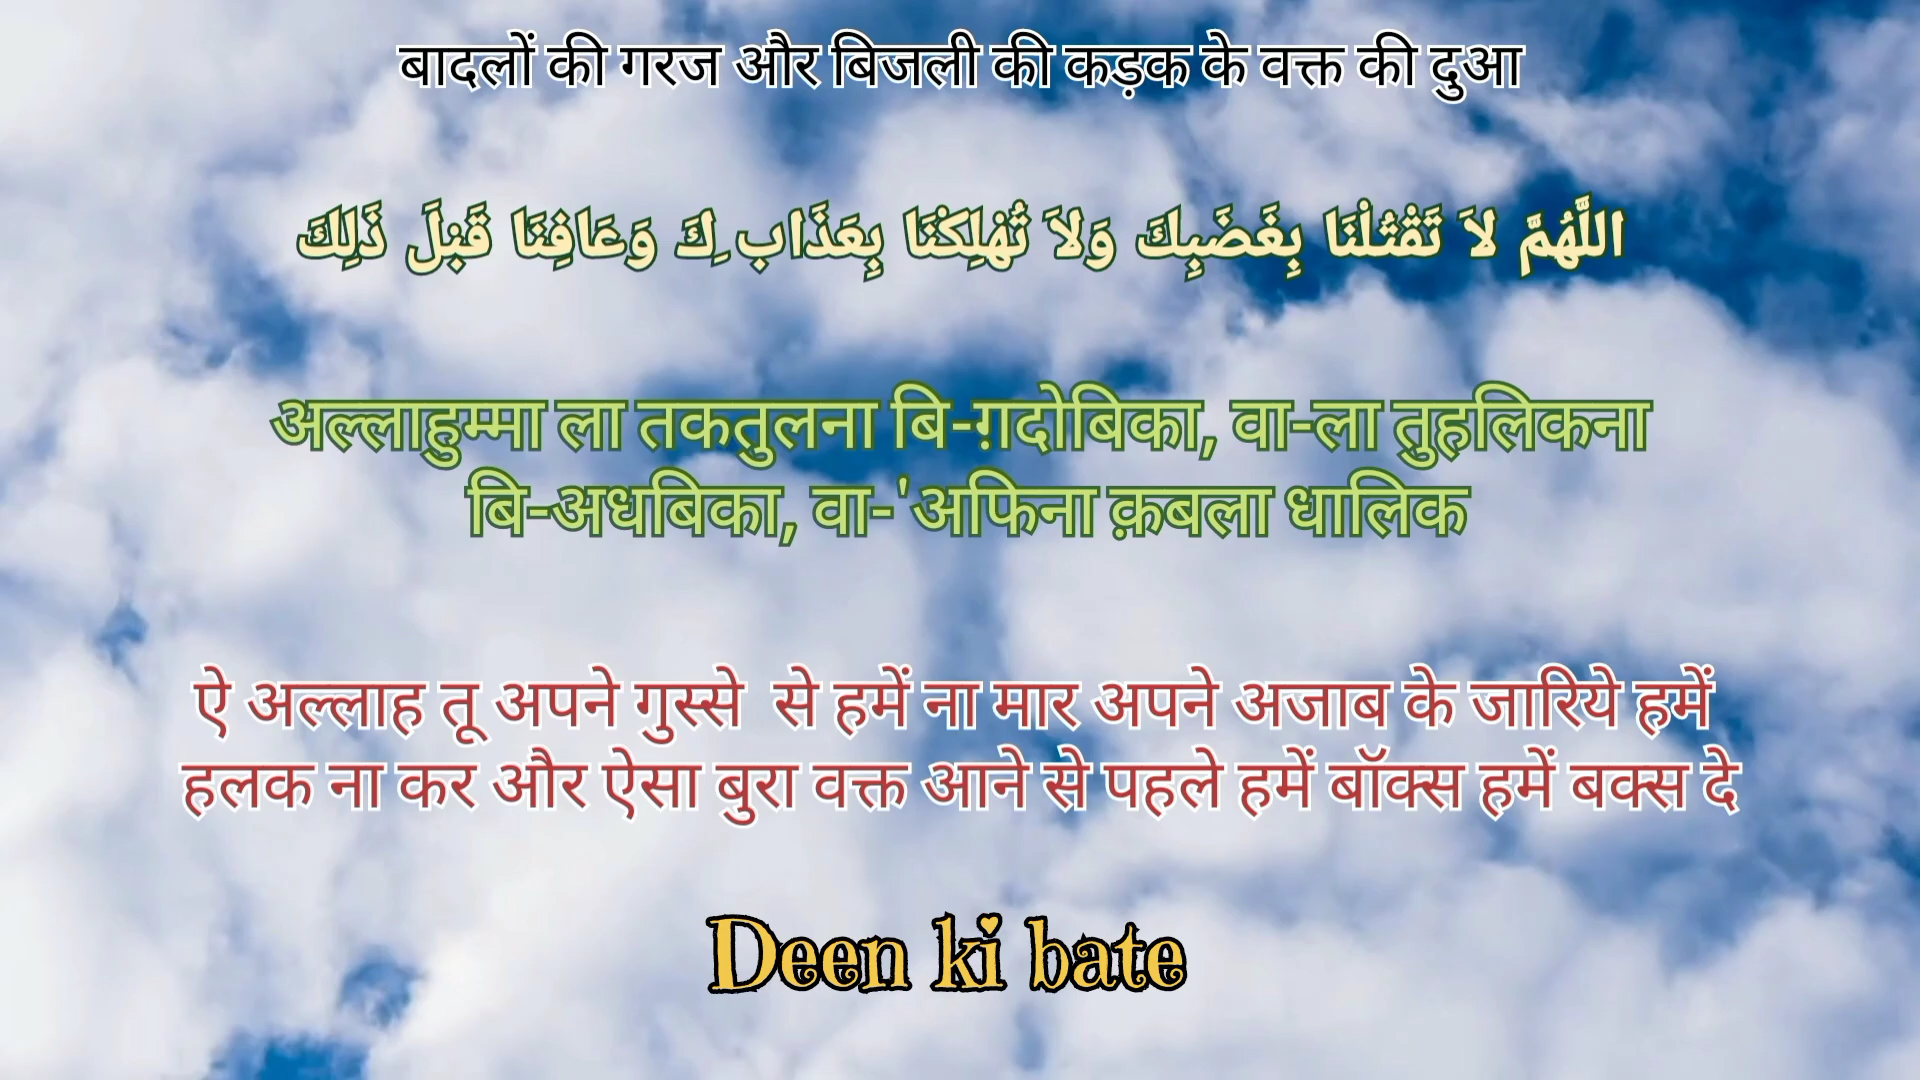 बादलों की गरज और बिजली की कड़क के वक्त की दुआ
اللَّهُمَّ لاَ تَقْتُلْنَا بِغَضَبِكَ وَلاَ تُهْلِكْنَا بِعَذَاب ِكَ وَعَافِنَا قَبْلَ ذَلِكَ
अल्लाहुम्मा ला तकतुलना बि-ग़दोबिका, वा-ला तुहलिकना
बि-अधबिका, वा-'अफिना क़बला धालिक
ऐ अल्लाह तू अपने गुस्से से हमें ना मार अपने अजाब के जारिये हमें
हलक ना कर और ऐसा बुरा वक्त आने से पहले हमें बॉक्स हमें बक्स दे
Deen ki bate